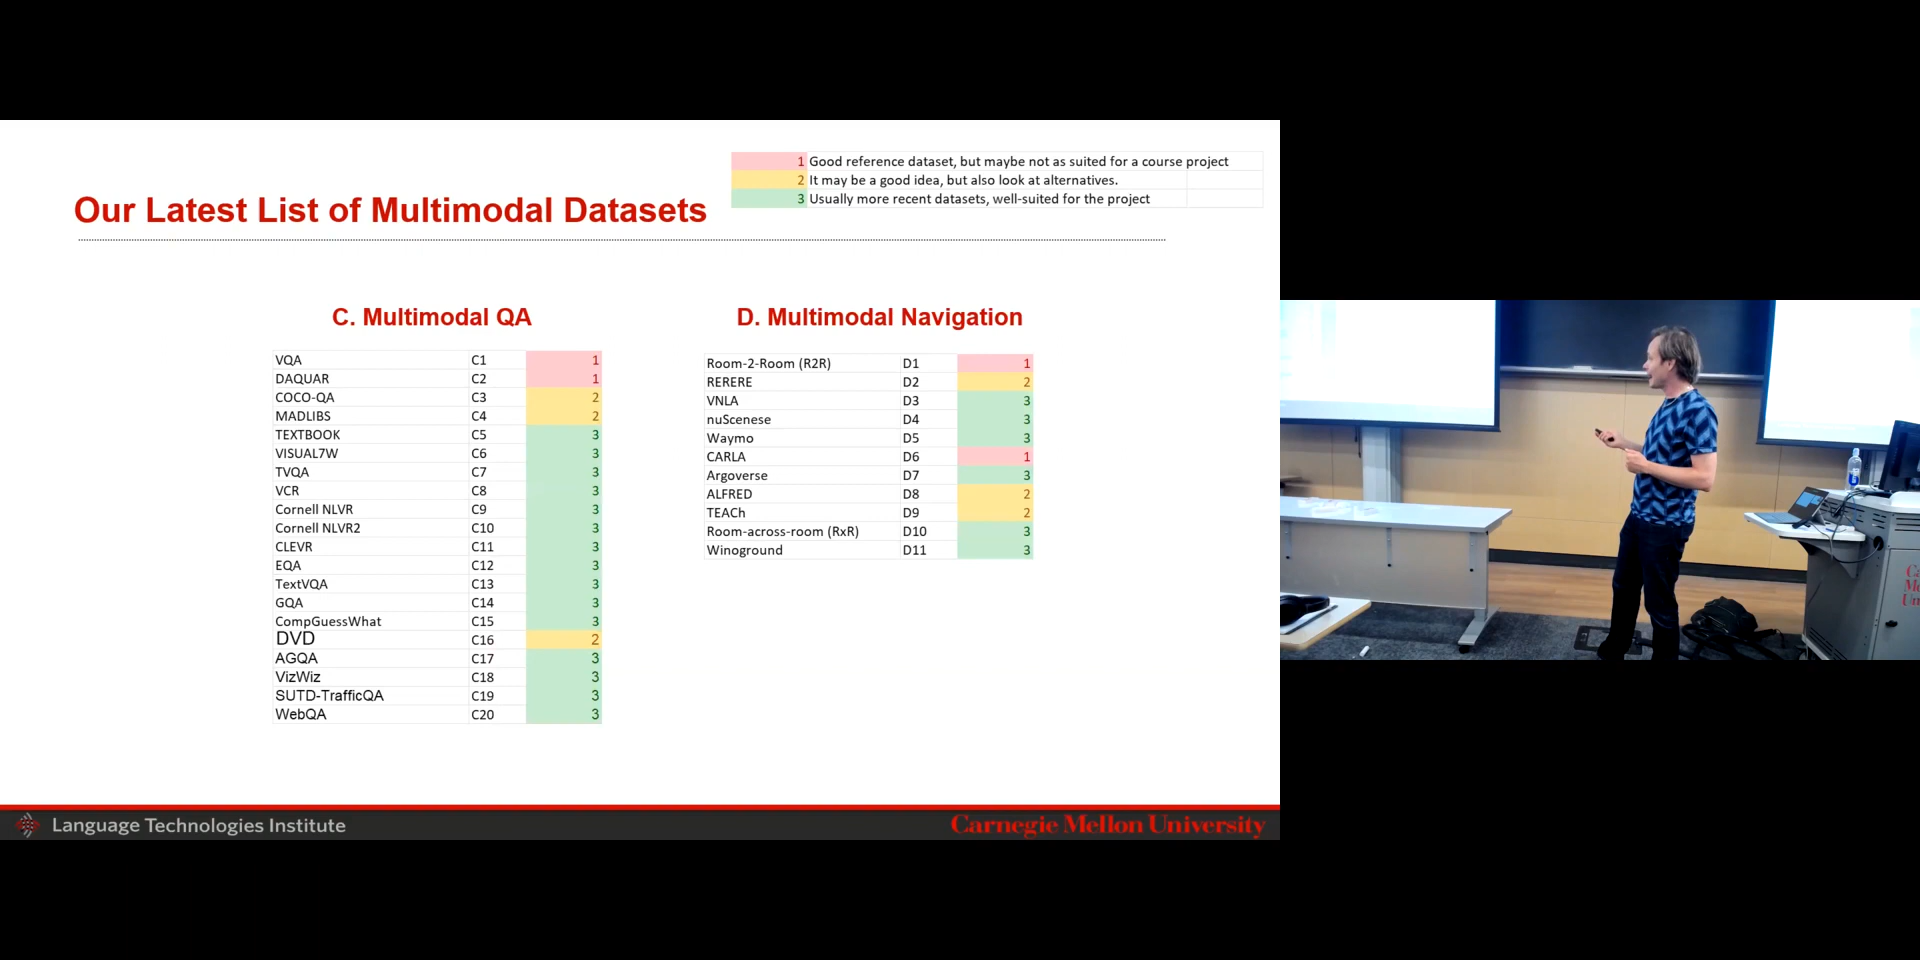 1 Good reference dataset, but maybe not as suited for a course project
2 It may be a good idea, but also look at alternatives.
3 Usually more recent datasets, well-suited for the project
Our Latest List of Multimodal Datasets
C. Multimodal QA
VQA C1 1
DAQUAR C2 1
COCO-QA C3 2
MADLIBS C4 2
TEXTBOOK C5 3
VISUAL7W C6 3
TVQA C7 3
VCR C8 3
Cornell NLVR C9 3
Cornell NLVR2 C10 3
CLEVR C11 3
EQA C12 3
TextVQA C13 3
GQA C14 3
CompGuessWhat C15 3
DVD C16 2
AGQA C17 3
VizWiz C18 3
SUTD-TrafficQA C19 3
WebQA C20 3
D. Multimodal Navigation
Room-2-Room (R2R) D1 1
RERERE D2 2
VNLA D3 3
nuScenese D4 3
Waymo D5 3
CARLA D6 1
Argoverse D7 3
ALFRED D8 2
TEACh D9 2
Room-across-room (RxR) D10 3
Winoground D11 3
Language Technologies Institute
Carnegie Mellon University